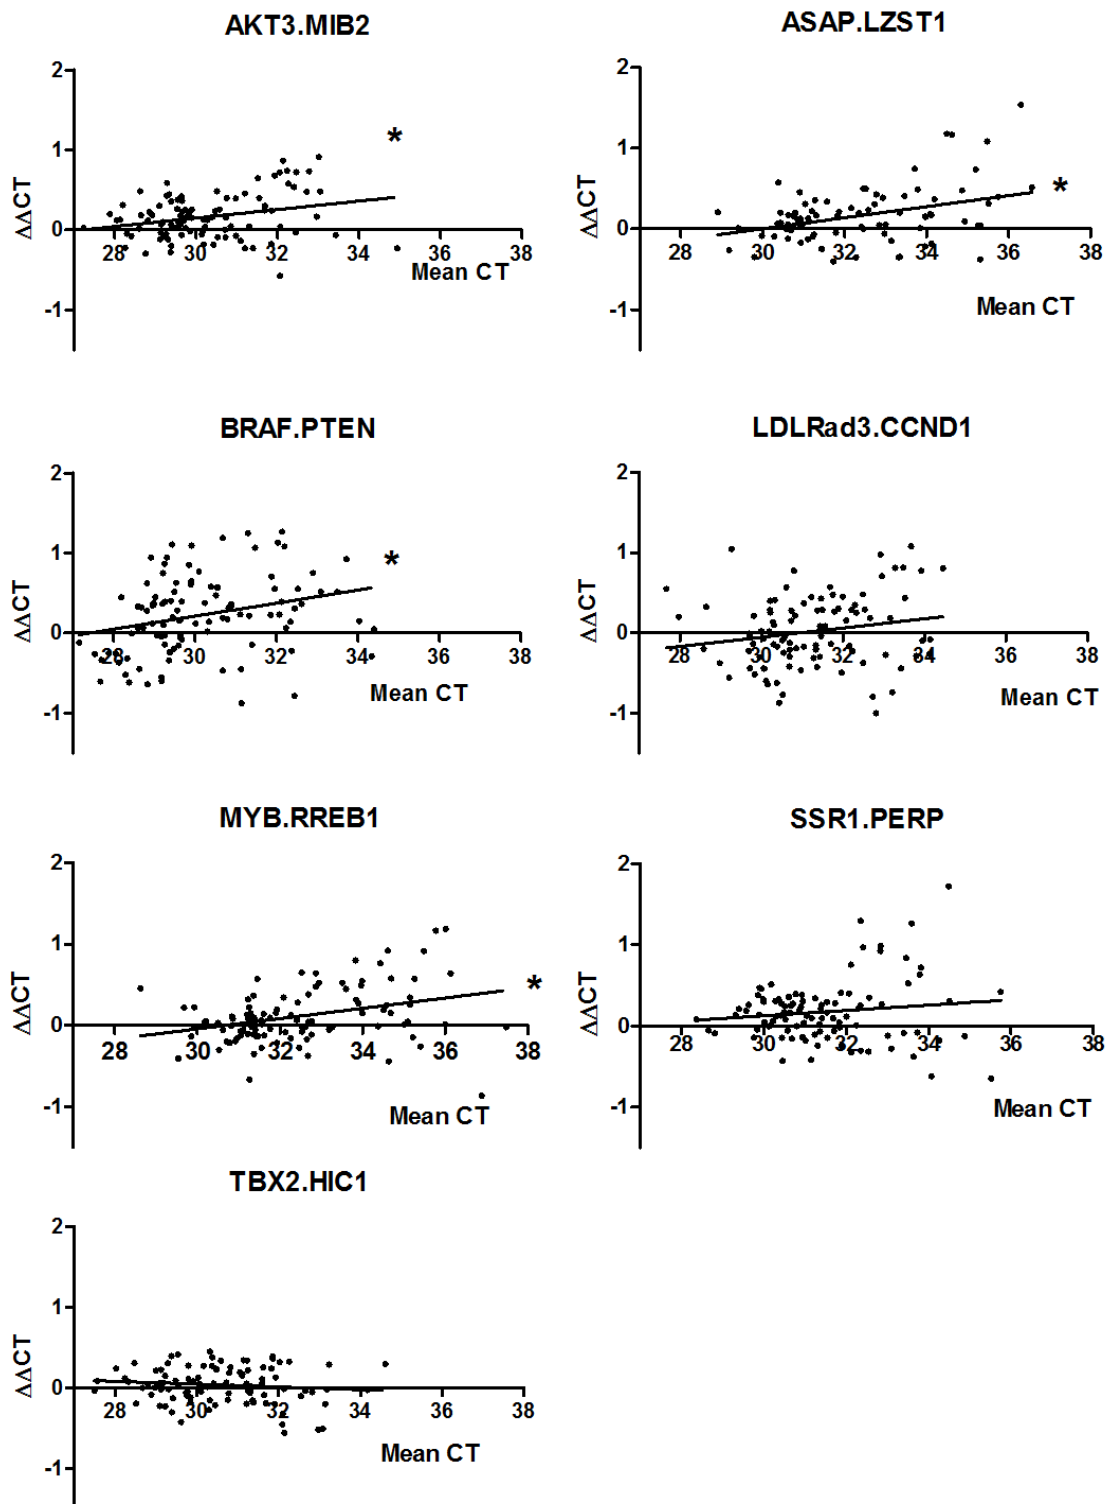 AKT3.MIB2
2
1
0
-1
ΔΔCT
28 30 32 34 36 38
Mean CT
*
ASAP.LZST1
2
1
0
-1
ΔΔCT
28 30 32 34 36 38
Mean CT
*
BRAF.PTEN
2
1
0
-1
ΔΔCT
28 30 32 34 36 38
Mean CT
*
LDLRad3.CCND1
2
1
0
-1
ΔΔCT
28 30 32 34 36 38
Mean CT
MYB.RREB1
2
1
0
-1
ΔΔCT
28 30 32 34 36 38
Mean CT
*
SSR1.PERP
2
1
0
-1
ΔΔCT
28 30 32 34 36 38
Mean CT
TBX2.HIC1
2
1
0
-1
ΔΔCT
28 30 32 34 36 38
Mean CT